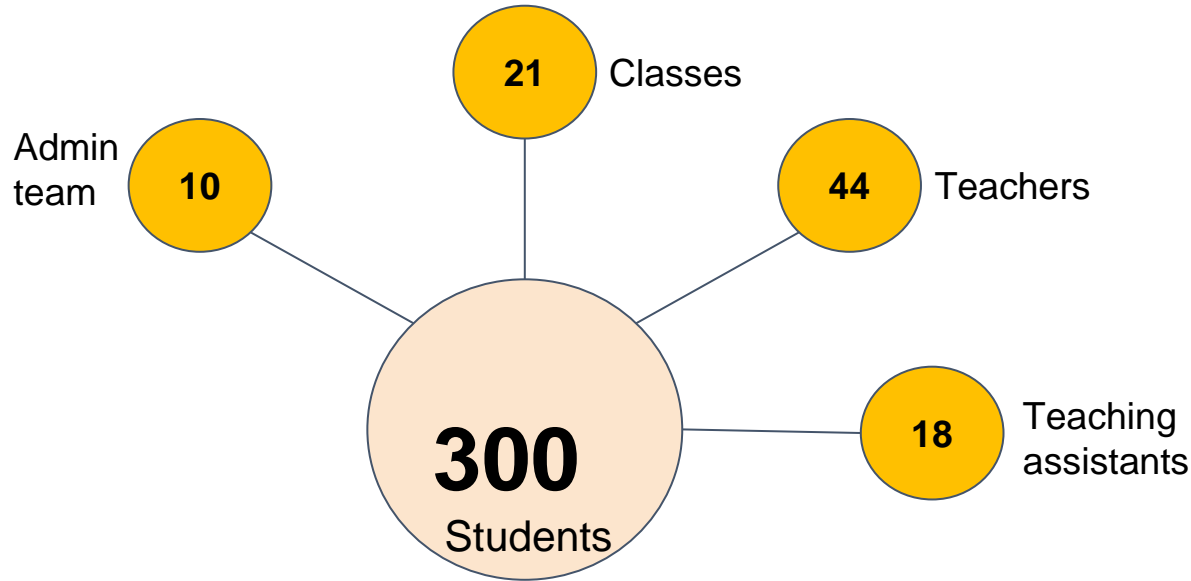 21 Classes
Admin
team
10
44 Teachers
300
Students
18
Teaching
assistants